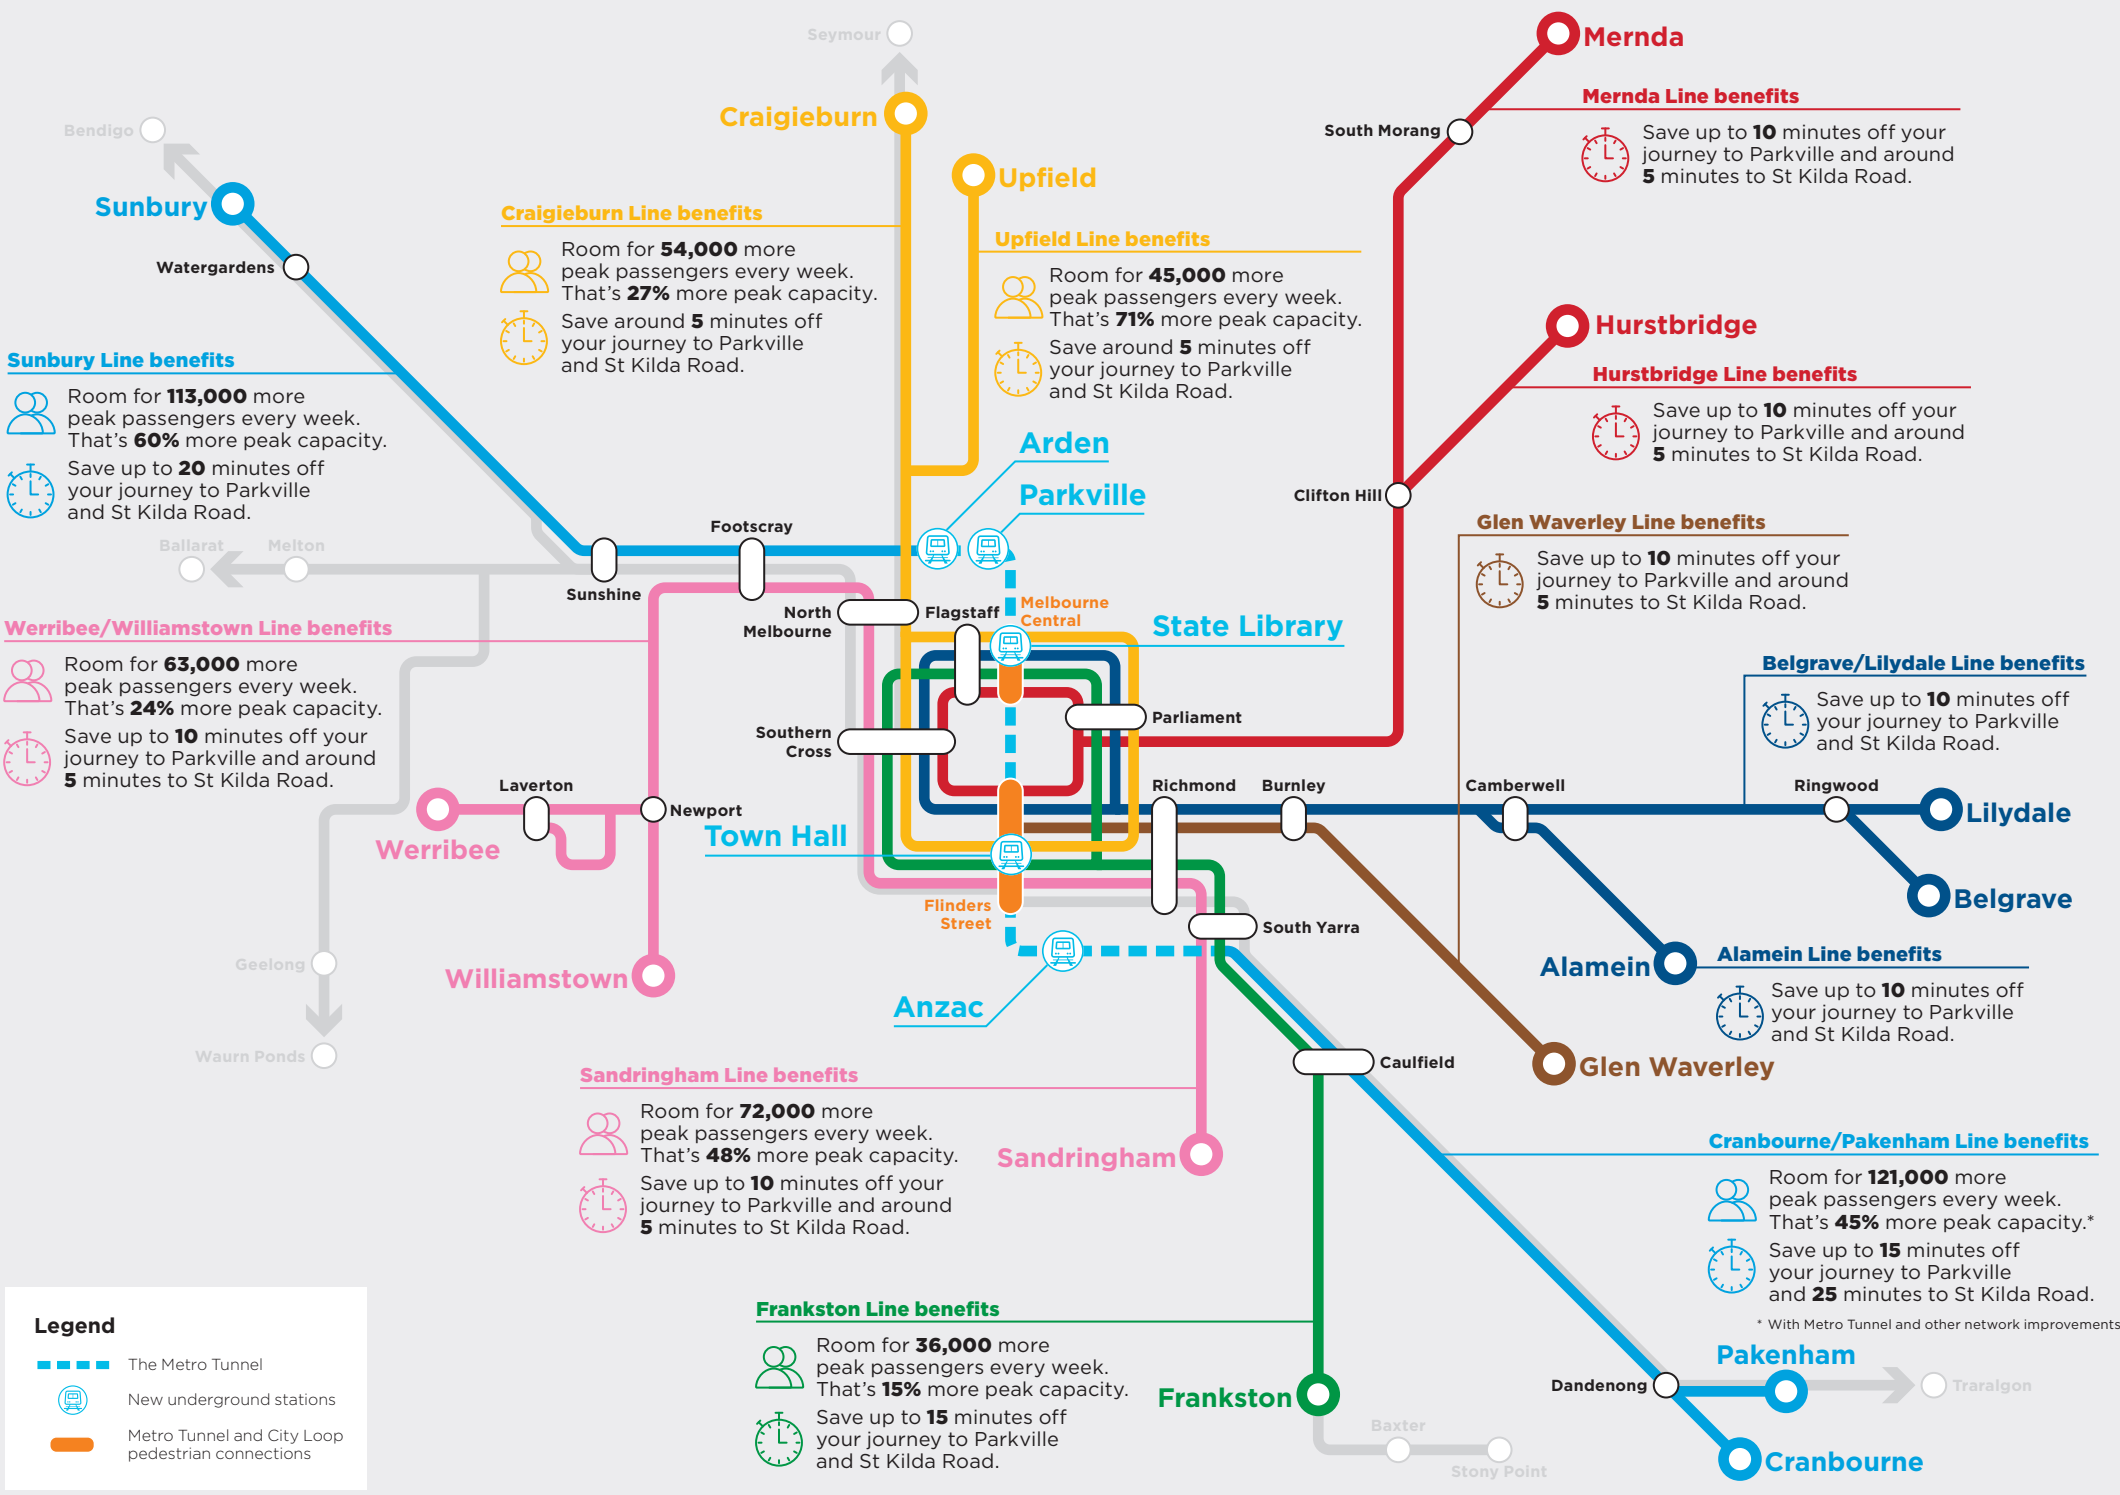 Seymour
Mernda
Craigieburn
Mernda Line benefits
Bendigo
South Morang
Save up to 10 minutes off your
journey to Parkville and around
5 minutes to St Kilda Road.
Upfield
Sunbury
Craigieburn Line benefits
Room for 54,000 more
peak passengers every week.
That's 27% more peak capacity.
Save around 5 minutes off
your journey to Parkville
and St Kilda Road.
Upfield Line benefits
Room for 45,000 more
peak passengers every week.
That's 71% more peak capacity.
Save around 5 minutes off
your journey to Parkville
and St Kilda Road.
Watergardens
Hurstbridge
Hurstbridge Line benefits
Save up to 10 minutes off your
journey to Parkville and around
5 minutes to St Kilda Road.
Sunbury Line benefits
Room for 113,000 more
peak passengers every week.
That's 60% more peak capacity.
Save up to 20 minutes off
your journey to Parkville
and St Kilda Road.
Arden
Parkville
Clifton Hill
Footscray
Glen Waverley Line benefits
Save up to 10 minutes off your
journey to Parkville and around
5 minutes to St Kilda Road.
Ballarat
Melton
Sunshine
North
Melbourne
Flagstaff
Melbourne
Central
State Library
Werribee/Williamstown Line benefits
Room for 63,000 more
peak passengers every week.
That's 24% more peak capacity.
Save up to 10 minutes off your
journey to Parkville and around
5 minutes to St Kilda Road.
Belgrave/Lilydale Line benefits
Save up to 10 minutes off
your journey to Parkville
and St Kilda Road.
Southern
Cross
Parliament
Laverton
Newport
Richmond
Burnley
Camberwell
Ringwood
Lilydale
Werribee
Town Hall
Belgrave
Flinders
Street
South Yarra
Geelong
Williamstown
Anzac
Alamein
Alamein Line benefits
Save up to 10 minutes off
your journey to Parkville
and St Kilda Road.
Waurn Ponds
Caulfield
Glen Waverley
Sandringham Line benefits
Room for 72,000 more
peak passengers every week.
That's 48% more peak capacity.
Save up to 10 minutes off your
journey to Parkville and around
5 minutes to St Kilda Road.
Sandringham
Cranbourne/Pakenham Line benefits
Room for 121,000 more
peak passengers every week.
That's 45% more peak capacity.*
Save up to 15 minutes off
your journey to Parkville
and 25 minutes to St Kilda Road.
* With Metro Tunnel and other network improvements
Frankston Line benefits
Room for 36,000 more
peak passengers every week.
That's 15% more peak capacity.
Save up to 15 minutes off
your journey to Parkville
and St Kilda Road.
Frankston
Pakenham
Dandenong
Traralgon
Baxter
Stony Point
Cranbourne
Legend
The Metro Tunnel
New underground stations
Metro Tunnel and City Loop
pedestrian connections